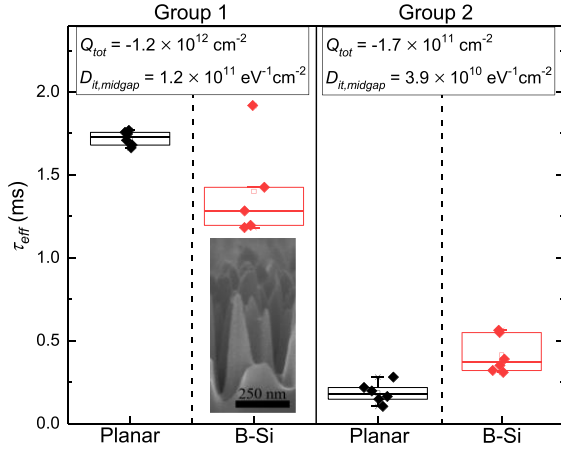 Group 1 Group 2
Q_tot = -1.2 × 10^12 cm^-2
D_it,midgap = 1.2 × 10^11 eV^-1cm^-2
Q_tot = -1.7 × 10^11 cm^-2
D_it,midgap = 3.9 × 10^10 eV^-1cm^-2
τ_eff (ms)
2.0
1.5
1.0
0.5
0.0
250 nm
Planar B-Si Planar B-Si